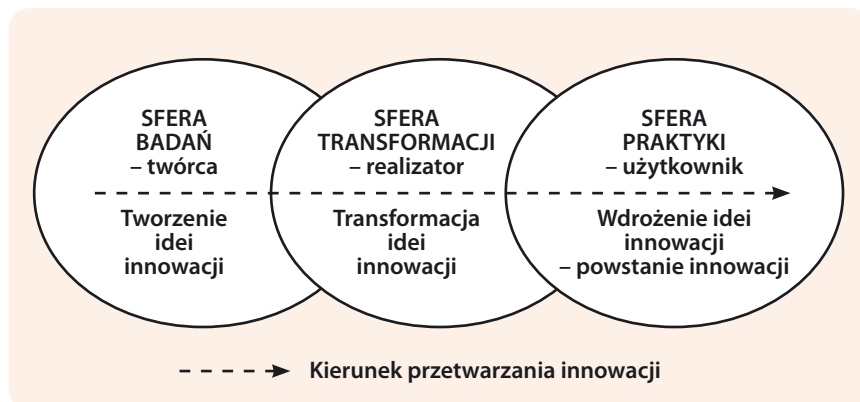 SFERA
BADAŃ
– twórca
Tworzenie
idei
innowacji
SFERA
TRANSFORMACJI
– realizator
Transformacja
idei
innowacji
SFERA
PRAKTYKI
– użytkownik
Wdrożenie idei
innowacji
– powstanie innowacji
Kierunek przetwarzania innowacji